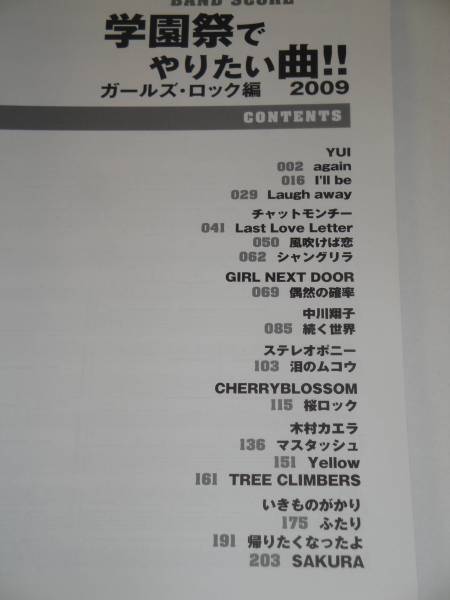 BAND SCORE
学園祭で
やりたい曲!!
ガールズ・ロック編 2009
CONTENTS
YUI
002 again
016 I'll be
029 Laugh away
チャットモンチー
041 Last Love Letter
050 風吹けば恋
062 シャングリラ
GIRL NEXT DOOR
069 偶然の確率
中川翔子
085 続く世界
ステレオポニー
103 泪のムコウ
CHERRYBLOSSOM
115 桜ロック
木村カエラ
136 マスタッシュ
151 Yellow
161 TREE CLIMBERS
いきものがかり
175 ふたり
191 帰りたくなったよ
203 SAKURA